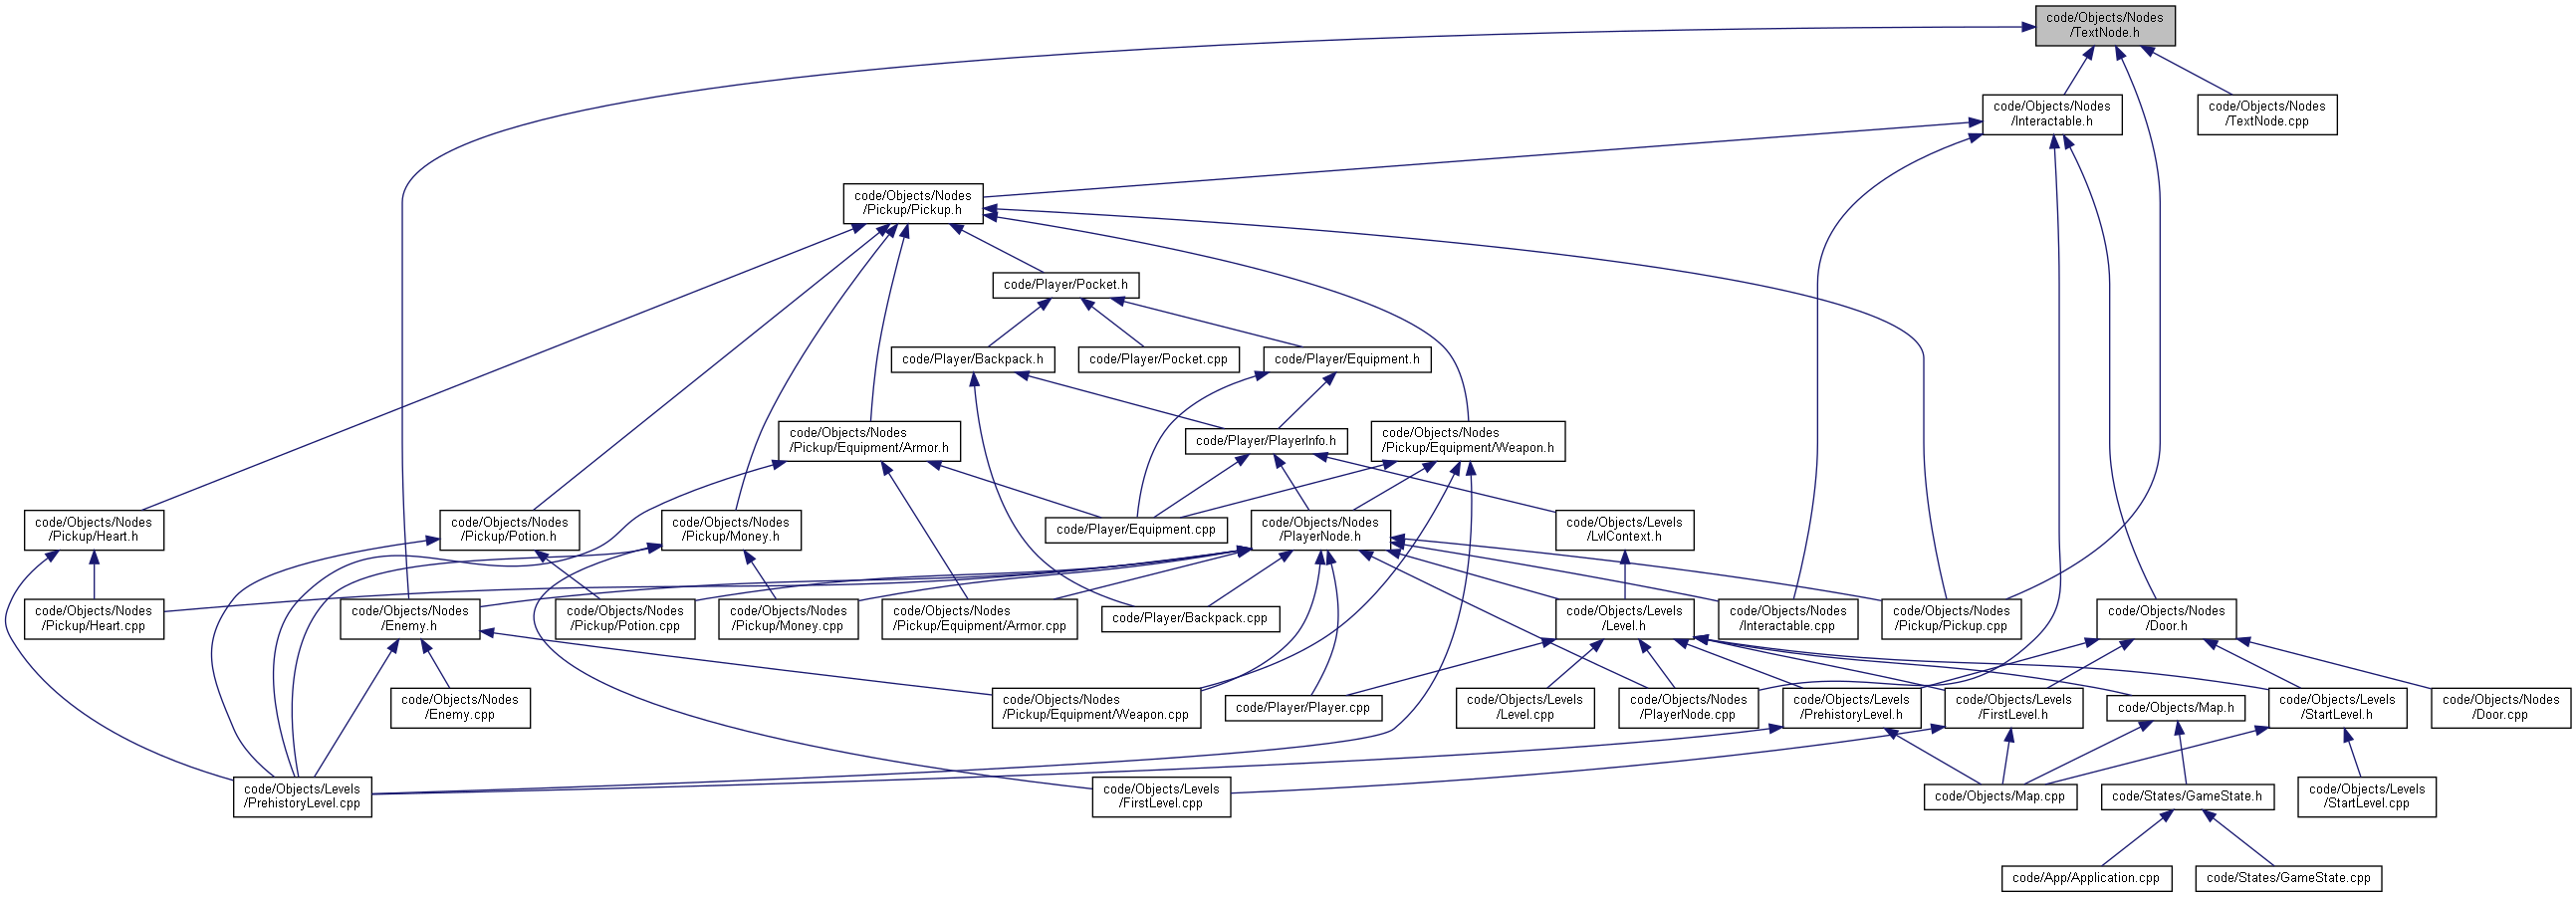 code/Objects/Nodes
/TextNode.h
code/Objects/Nodes
/Interactable.h
code/Objects/Nodes
/TextNode.cpp
code/Objects/Nodes
/Pickup/Pickup.h
code/Player/Pocket.h
code/Player/Backpack.h
code/Player/Pocket.cpp
code/Player/Equipment.h
code/Objects/Nodes
/Pickup/Equipment/Armor.h
code/Player/PlayerInfo.h
code/Objects/Nodes
/Pickup/Equipment/Weapon.h
code/Objects/Nodes
/Pickup/Heart.h
code/Objects/Nodes
/Pickup/Potion.h
code/Objects/Nodes
/Pickup/Money.h
code/Player/Equipment.cpp
code/Objects/Nodes
/PlayerNode.h
code/Objects/Levels
/LvlContext.h
code/Objects/Nodes
/Pickup/Heart.cpp
code/Objects/Nodes
/Enemy.h
code/Objects/Nodes
/Pickup/Potion.cpp
code/Objects/Nodes
/Pickup/Money.cpp
code/Objects/Nodes
/Pickup/Equipment/Armor.cpp
code/Player/Backpack.cpp
code/Objects/Levels
/Level.h
code/Objects/Nodes
/Interactable.cpp
code/Objects/Nodes
/Pickup/Pickup.cpp
code/Objects/Nodes
/Door.h
code/Objects/Nodes
/Enemy.cpp
code/Objects/Nodes
/Pickup/Equipment/Weapon.cpp
code/Player/Player.cpp
code/Objects/Levels
/Level.cpp
code/Objects/Nodes
/PlayerNode.cpp
code/Objects/Levels
/PrehistoryLevel.h
code/Objects/Levels
/FirstLevel.h
code/Objects/Map.h
code/Objects/Levels
/StartLevel.h
code/Objects/Nodes
/Door.cpp
code/Objects/Levels
/PrehistoryLevel.cpp
code/Objects/Levels
/FirstLevel.cpp
code/Objects/Map.cpp
code/States/GameState.h
code/Objects/Levels
/StartLevel.cpp
code/App/Application.cpp
code/States/GameState.cpp